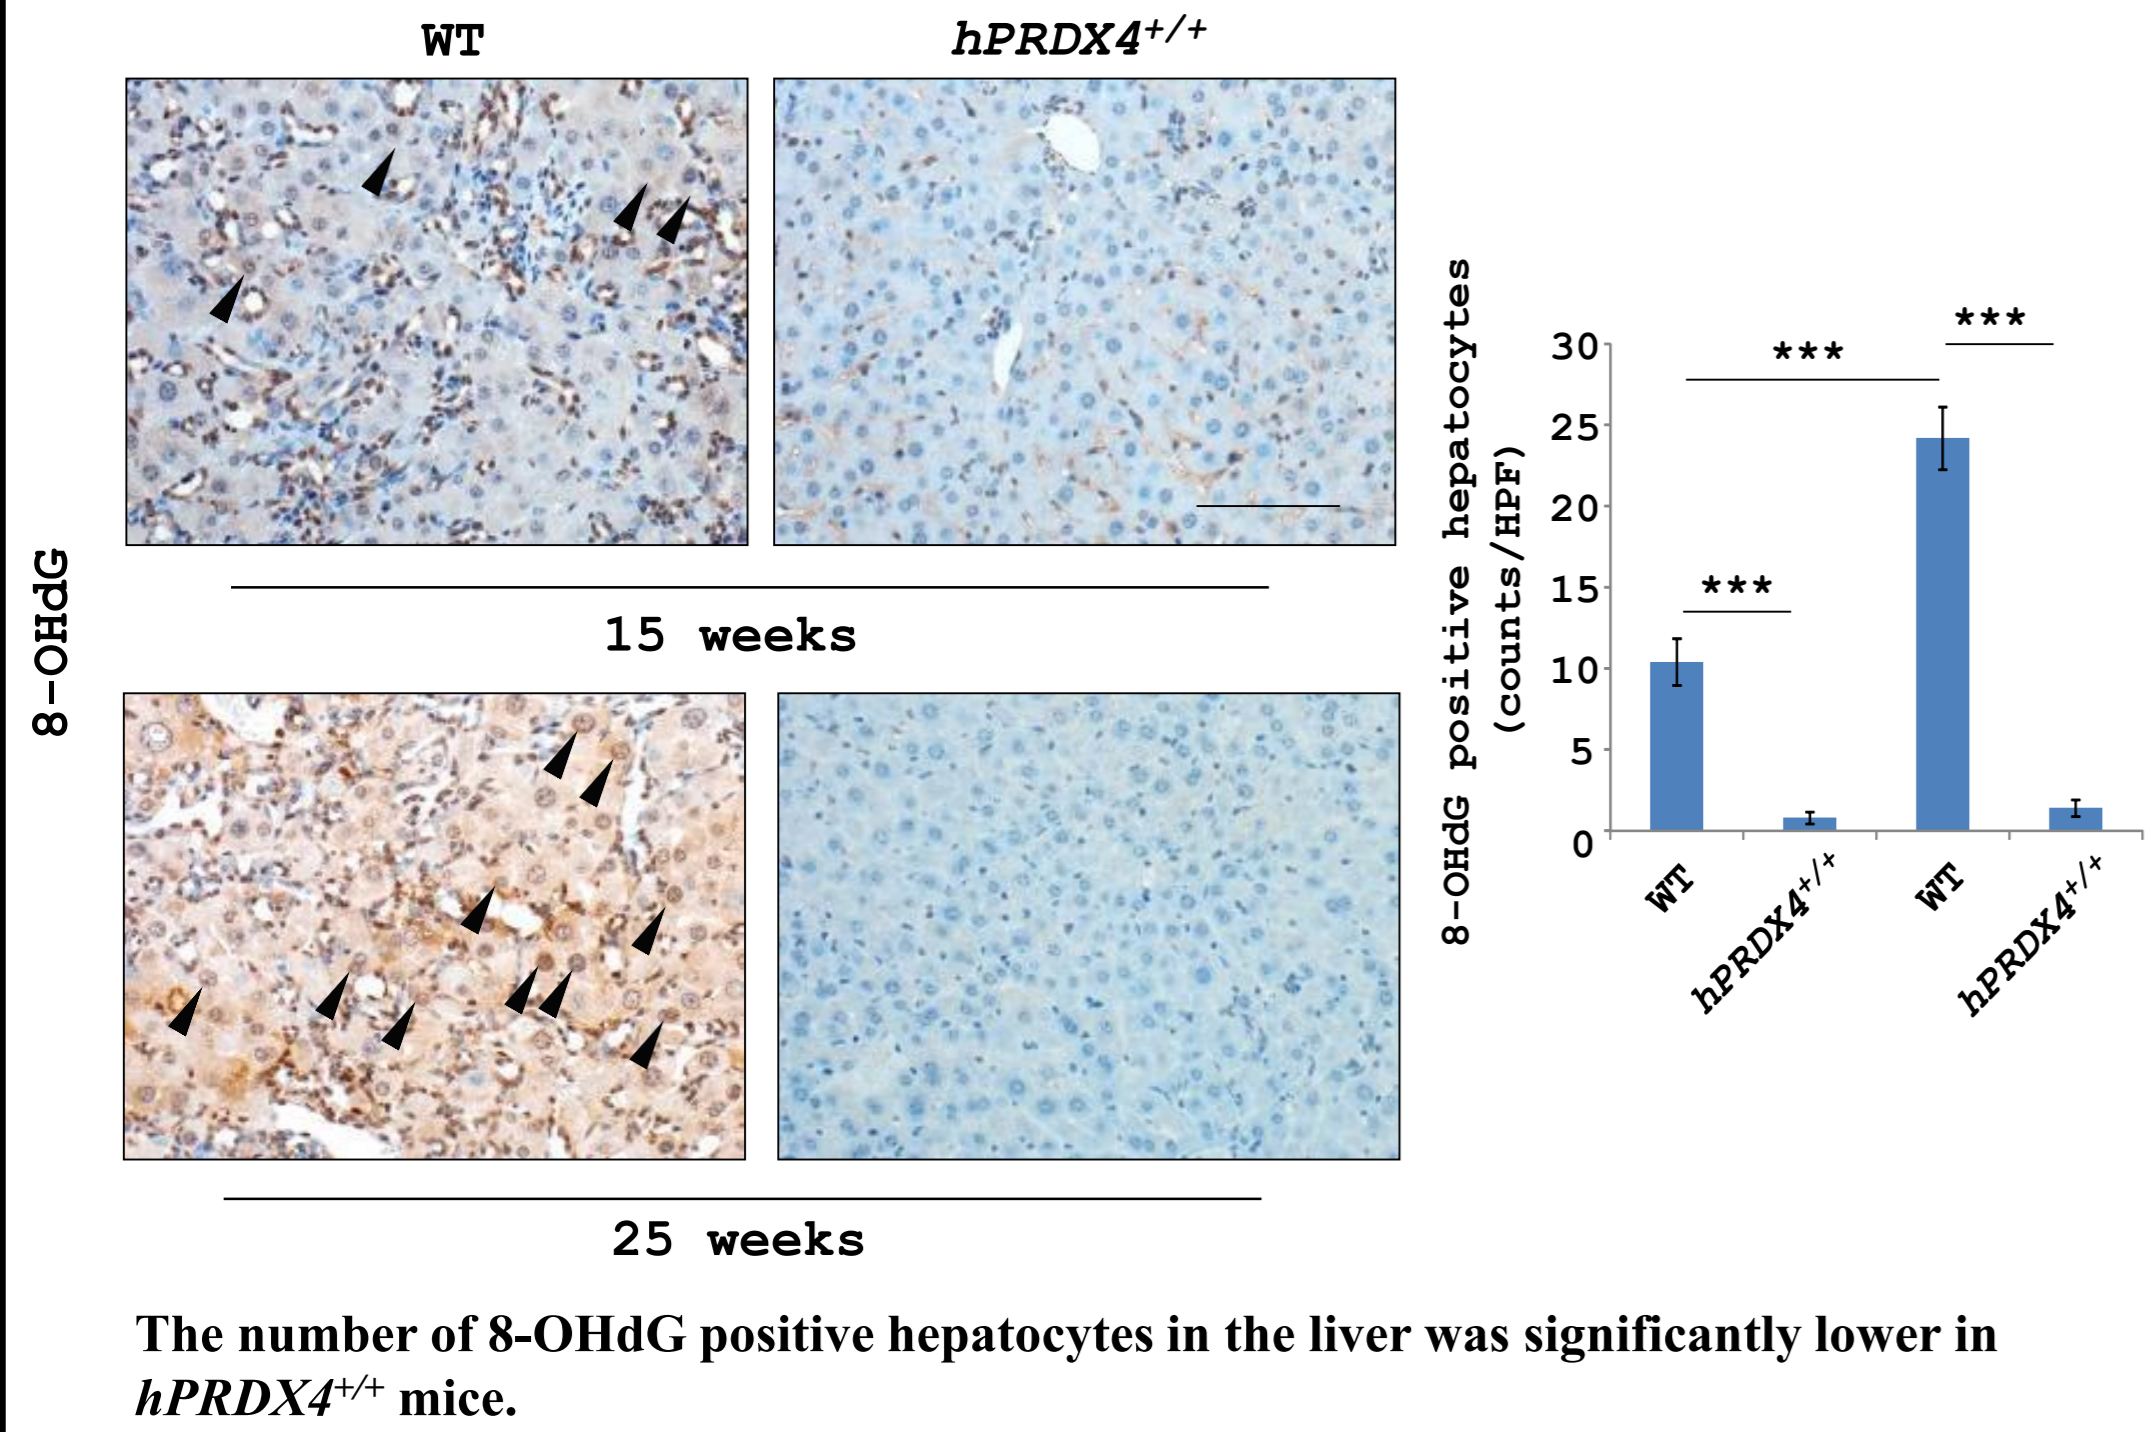 WT
hPRDX4+/+
8-OHdG
15 weeks
25 weeks
8-OHdG positive hepatocytes
(counts/HPF)
30
25
20
15
10
5
0
***
***
***
WT
hPRDX4+/+
WT
hPRDX4+/+
The number of 8-OHdG positive hepatocytes in the liver was significantly lower in
hPRDX4+/+ mice.